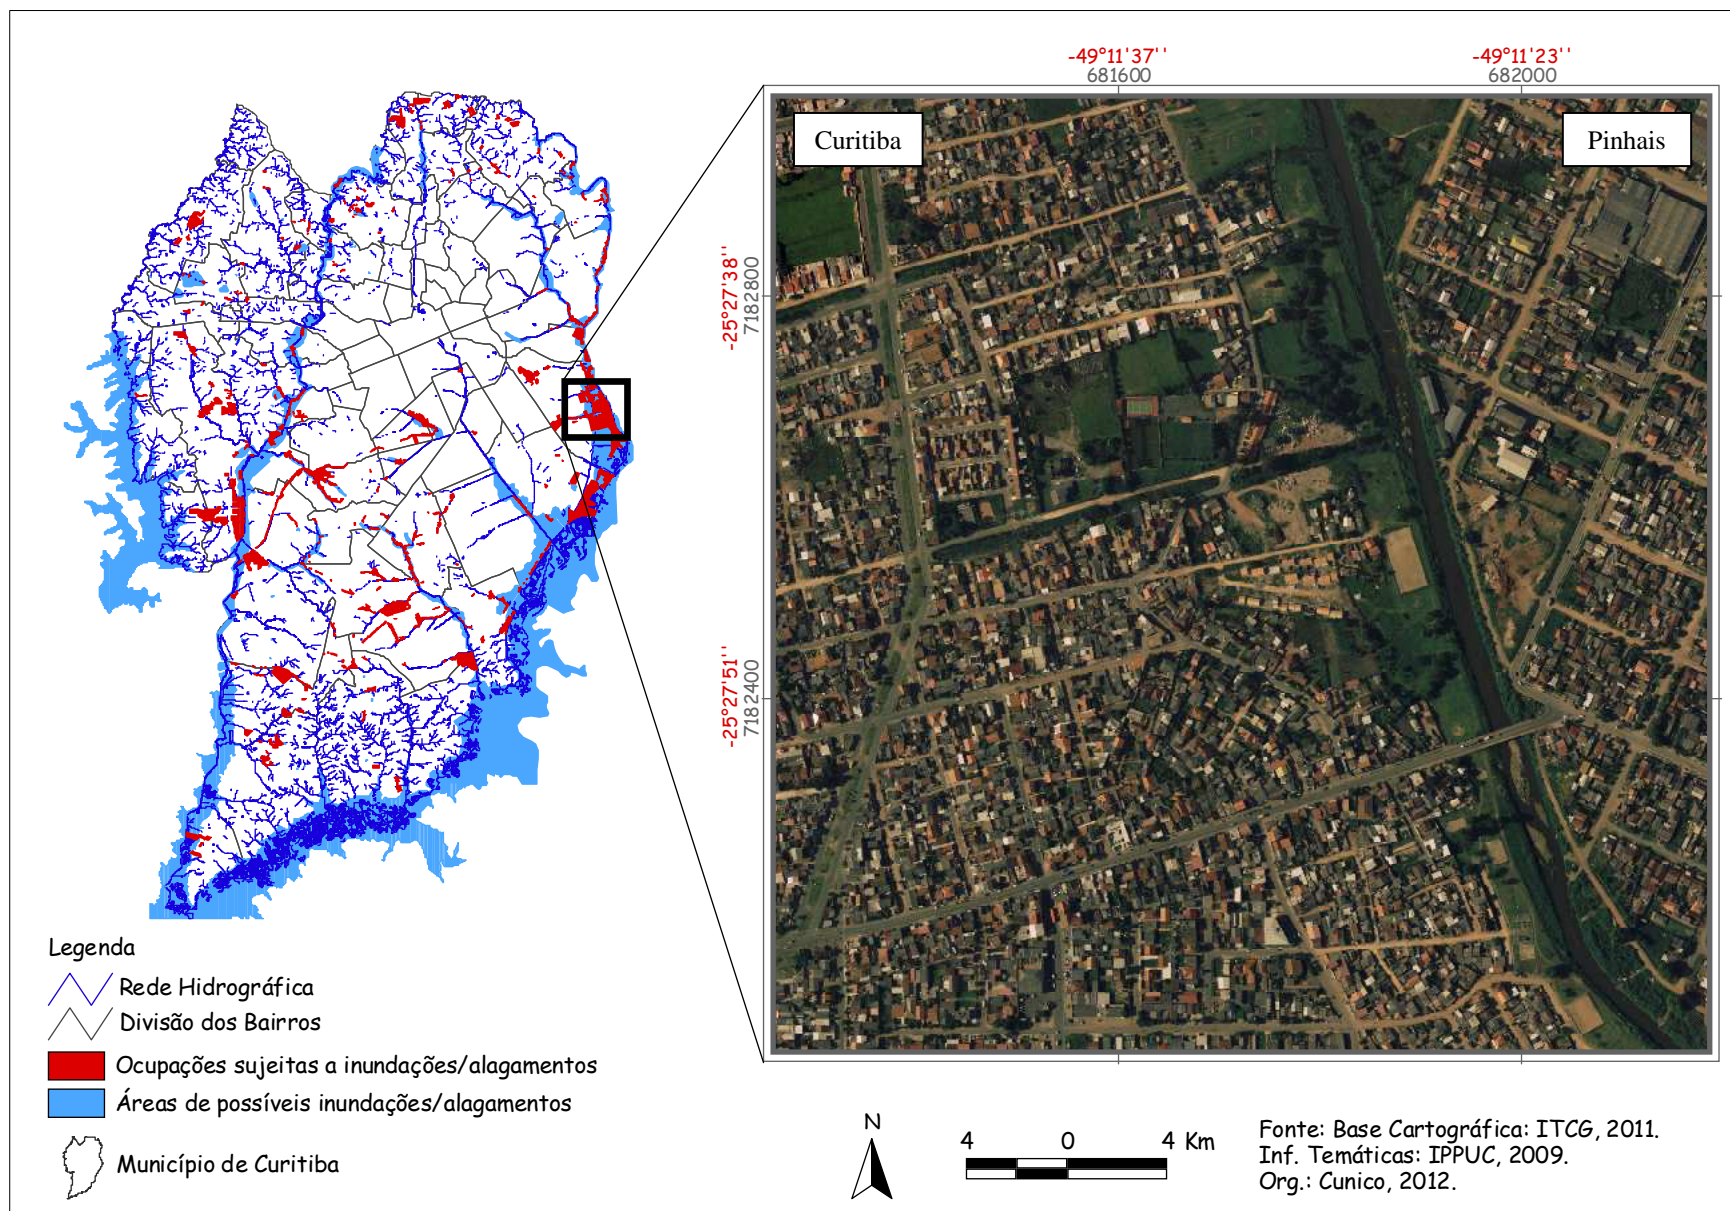 -49°11'37''
681600
-49°11'23''
682000
Curitiba
Pinhais
-25°27'38''
7182800
-25°27'51''
7182400
Legenda
Rede Hidrográfica
Divisão dos Bairros
Ocupações sujeitas a inundações/alagamentos
Áreas de possíveis inundações/alagamentos
Município de Curitiba
N
4 0 4 Km
Fonte: Base Cartográfica: ITCG, 2011.
Inf. Temáticas: IPPUC, 2009.
Org.: Cunico, 2012.